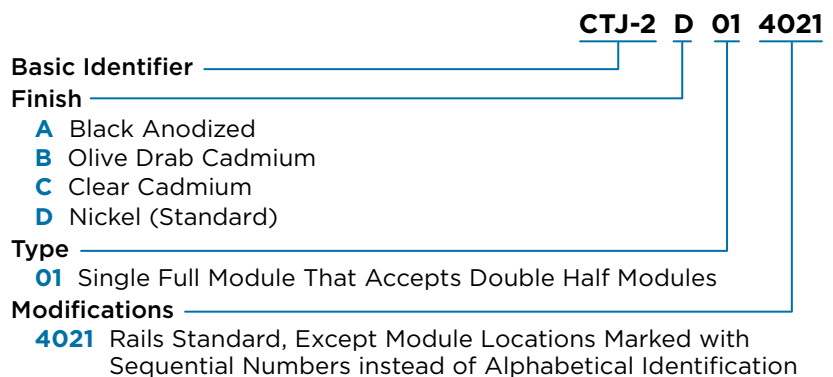 CTJ-2 D 01 4021
Basic Identifier
Finish
A Black Anodized
B Olive Drab Cadmium
C Clear Cadmium
D Nickel (Standard)
Type
01 Single Full Module That Accepts Double Half Modules
Modifications
4021 Rails Standard, Except Module Locations Marked with
Sequential Numbers instead of Alphabetical Identification